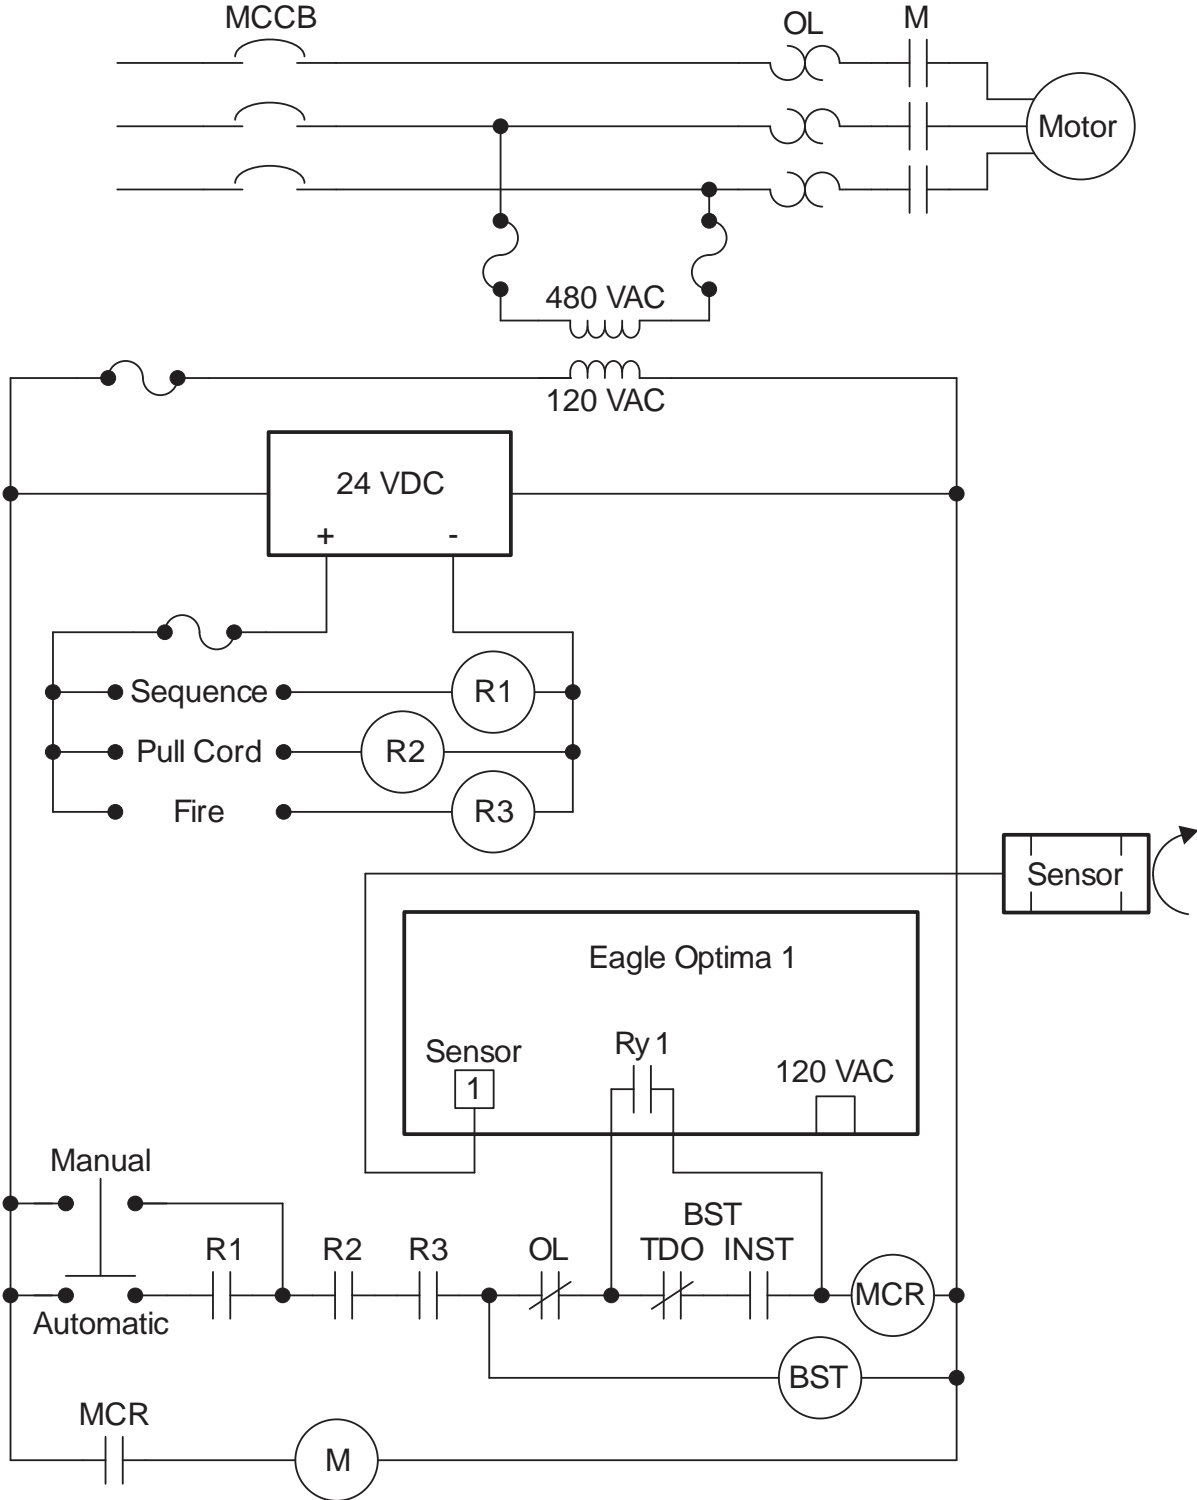 MCCB
OL M
Motor
480 VAC
120 VAC
24 VDC
+ -
Sequence R1
Pull Cord R2
Fire R3
Sensor
Eagle Optima 1
Ry 1
Sensor
1
120 VAC
Manual
BST
R1 R2 R3 OL TDO INST
MCR
Automatic
BST
MCR
M